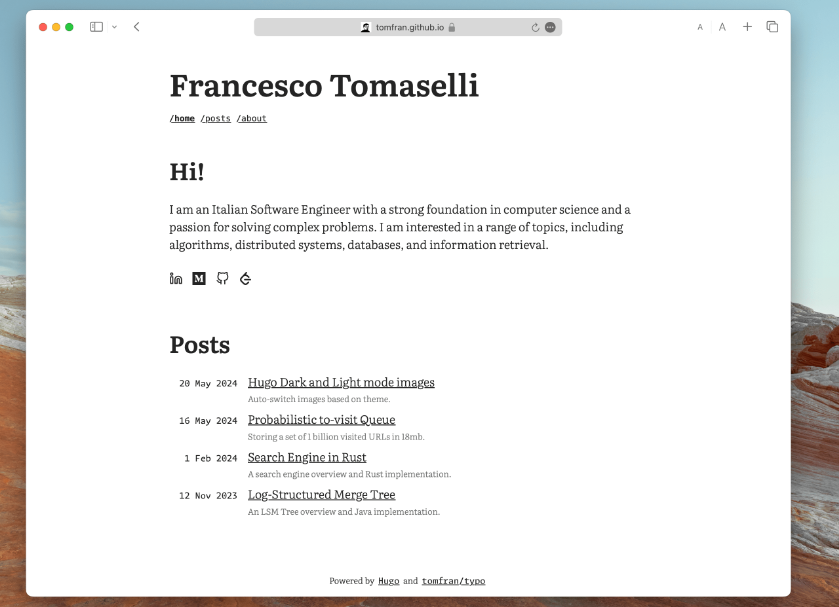 tomfran.github.io
A A
Francesco Tomaselli
/home /posts /about
Hi!
I am an Italian Software Engineer with a strong foundation in computer science and a
passion for solving complex problems. I am interested in a range of topics, including
algorithms, distributed systems, databases, and information retrieval.
in M
Posts
20 May 2024 Hugo Dark and Light mode images
Auto-switch images based on theme.
16 May 2024 Probabilistic to-visit Queue
Storing a set of 1 billion visited URLs in 18mb.
1 Feb 2024 Search Engine in Rust
A search engine overview and Rust implementation.
12 Nov 2023 Log-Structured Merge Tree
An LSM Tree overview and Java implementation.
Powered by Hugo and tomfran/typo